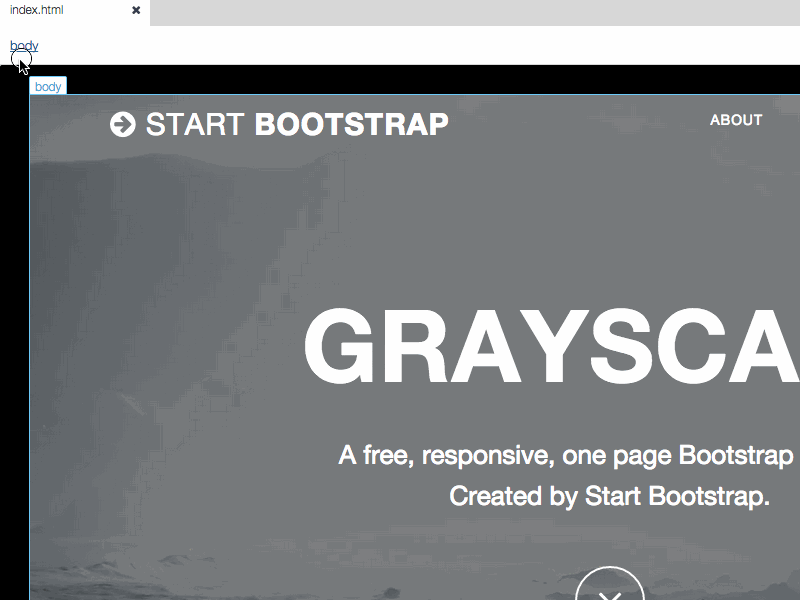 index.html
body
body
START BOOTSTRAP
ABOUT
GRAYSCA
A free, responsive, one page Bootstrap
Created by Start Bootstrap.